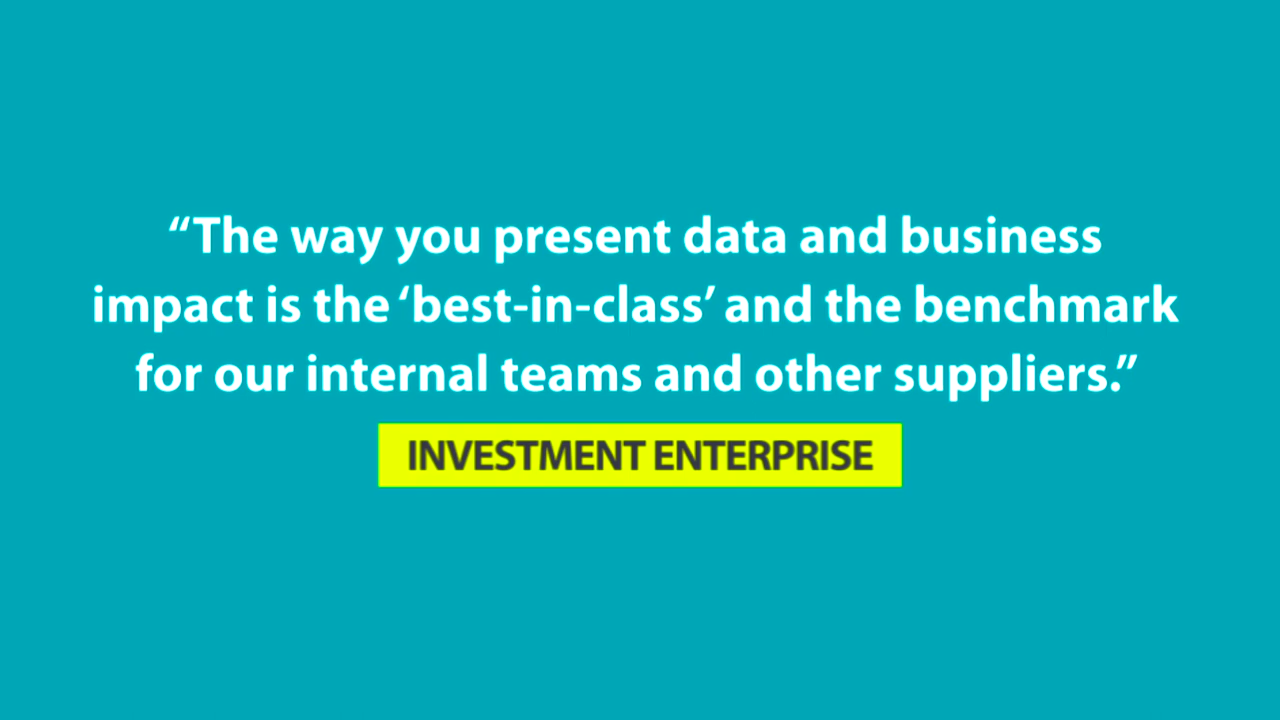 “The way you present data and business
impact is the ‘best-in-class’ and the benchmark
for our internal teams and other suppliers.”
INVESTMENT ENTERPRISE